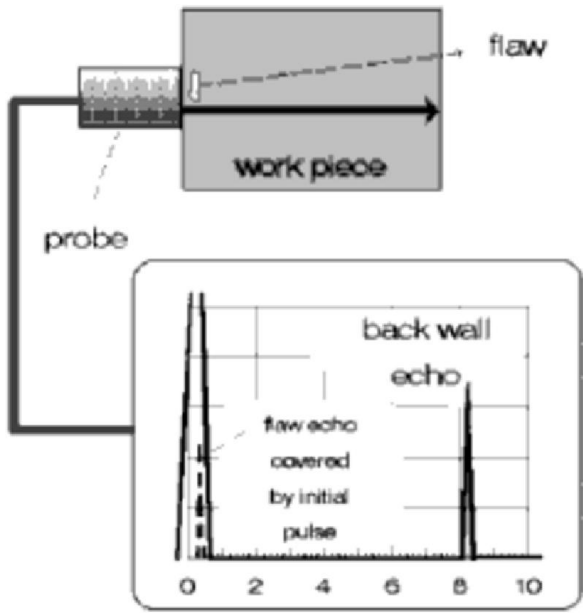 flaw
work piece
probe
back wall
echo
flaw echo
covered
by initial
pulse
0 2 4 6 8 10